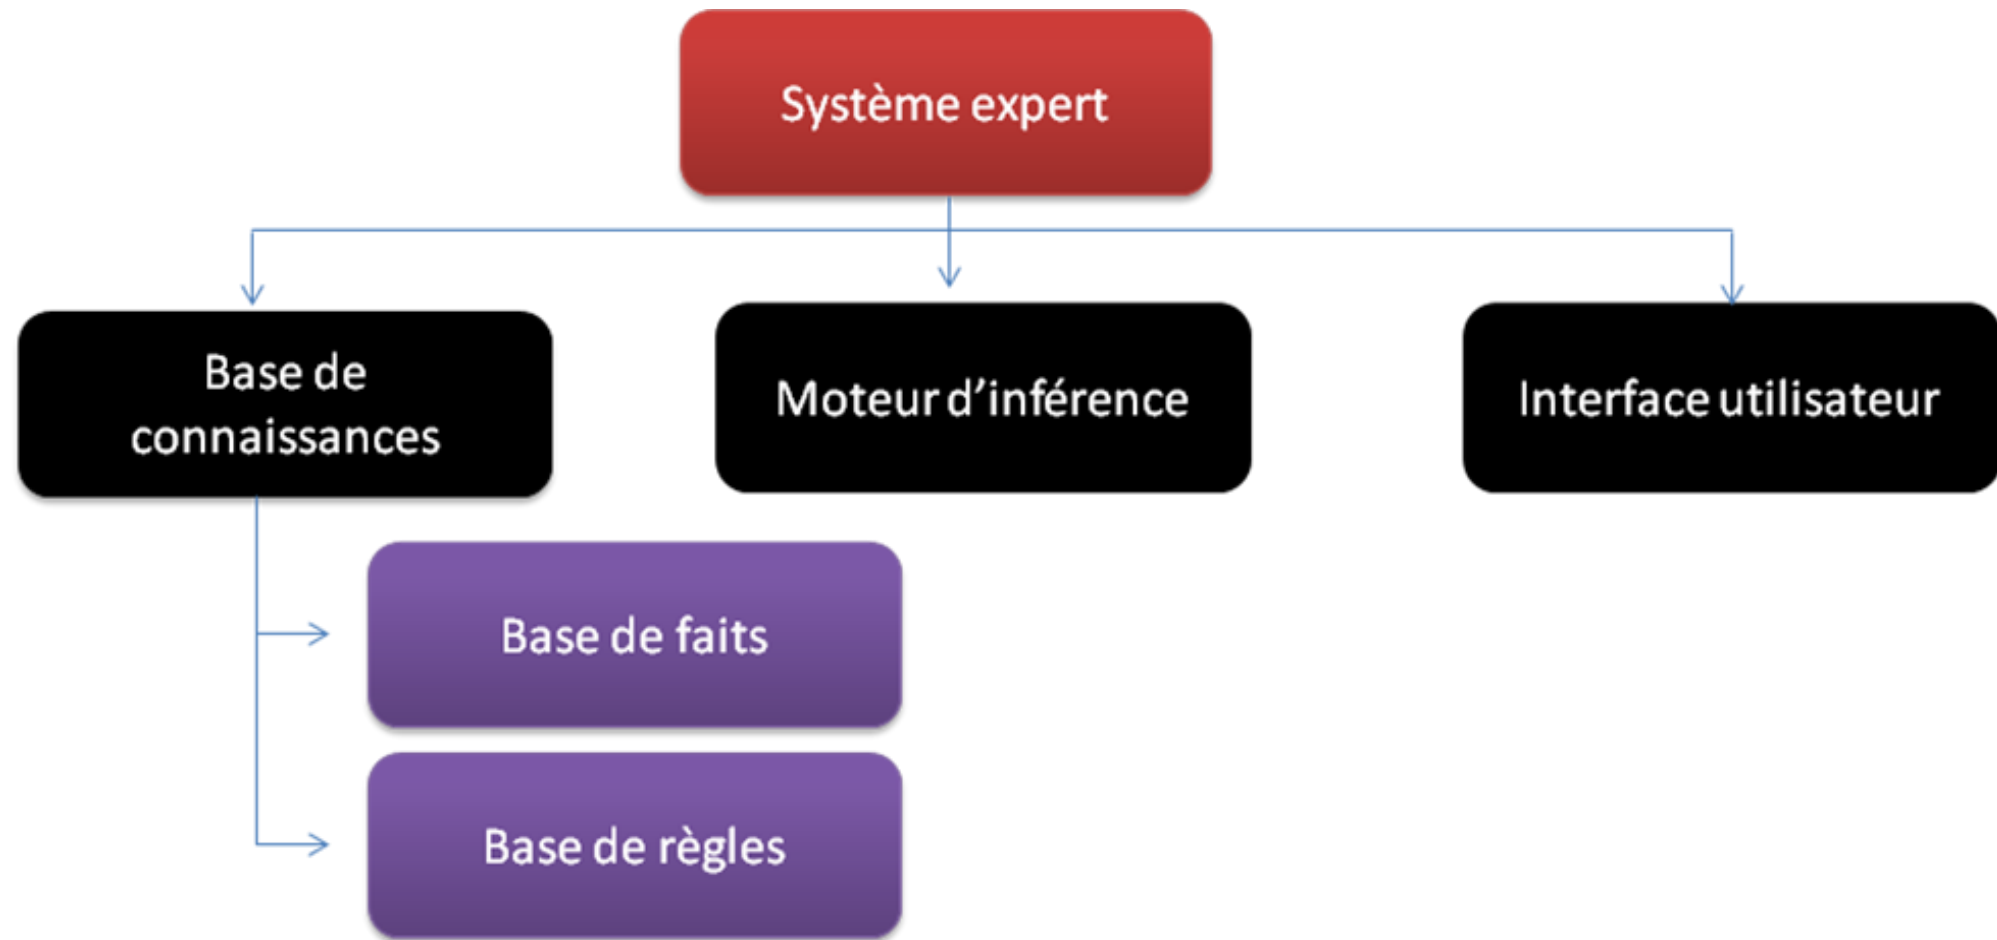 Système expert
Base de
connaissances
Moteur d'inférence
Interface utilisateur
Base de faits
Base de règles